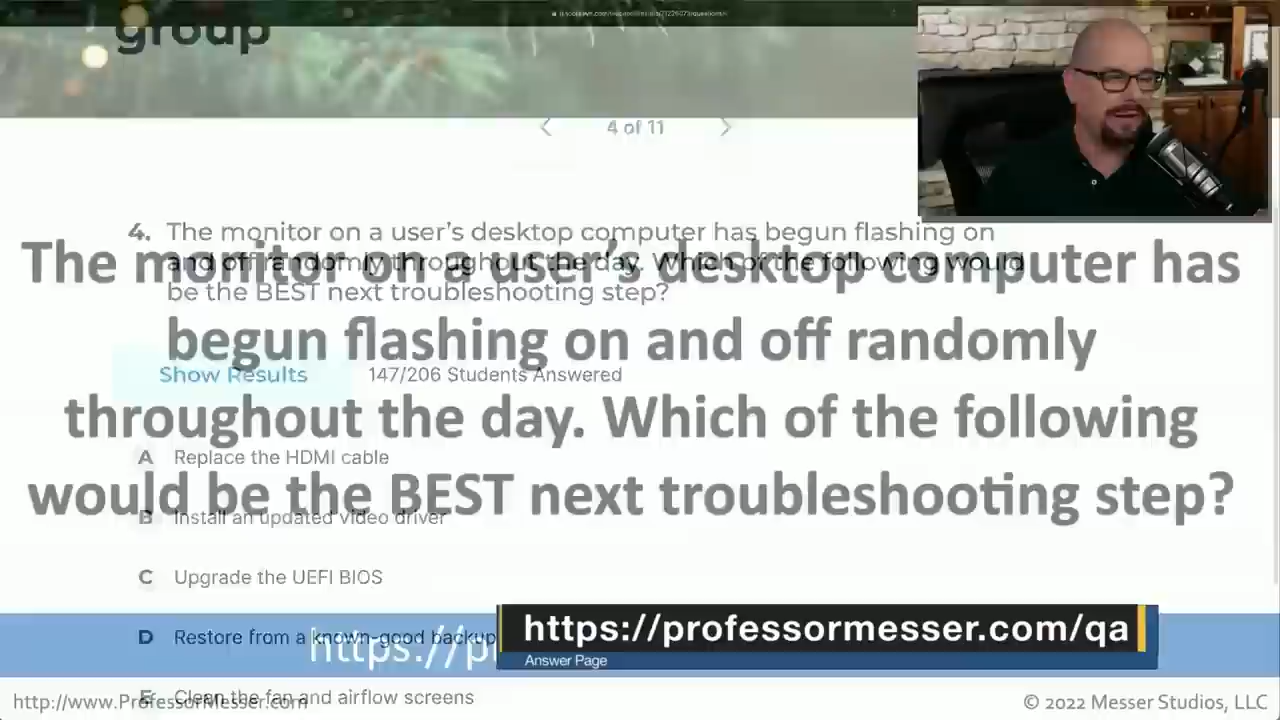 group
4 of 11
4. The monitor on a user's desktop computer has begun flashing on
and off randomly throughout the day. Which of the following would
be the BEST next troubleshooting step?
The monitor on a user's desktop computer has
begun flashing on and off randomly
throughout the day. Which of the following
would be the BEST next troubleshooting step?
Show Results 147/206 Students Answered
A Replace the HDMI cable
B Install an updated video driver
C Upgrade the UEFI BIOS
D Restore from a known-good backup
https://p
https://professormesser.com/qa
Answer Page
E Clean the fan and airflow screens
http://www.ProfessorMesser.com
© 2022 Messer Studios, LLC